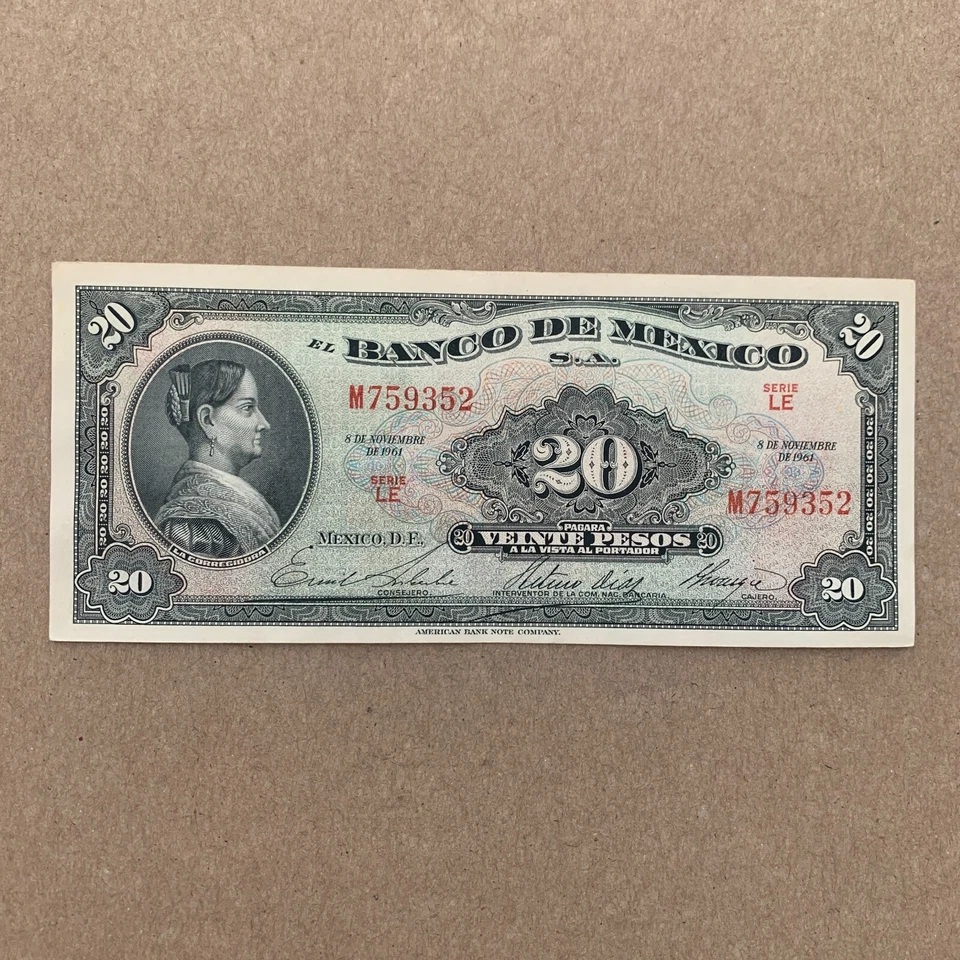 20 20
EL BANCO DE MEXICO
S.A.
M759352
SERIE
LE
8 DE NOVIEMBRE
DE 1961
8 DE NOVIEMBRE
DE 1961
SERIE
LE
20
M759352
MEXICO, D.F.,
PAGARA
20 VEINTE PESOS 20
A LA VISTA AL PORTADOR
LA CORREGIDORA
20 20
CONSEJERO.
INTERVENTOR DE LA COM. NAC. BANCARIA.
CAJERO.
AMERICAN BANK NOTE COMPANY.